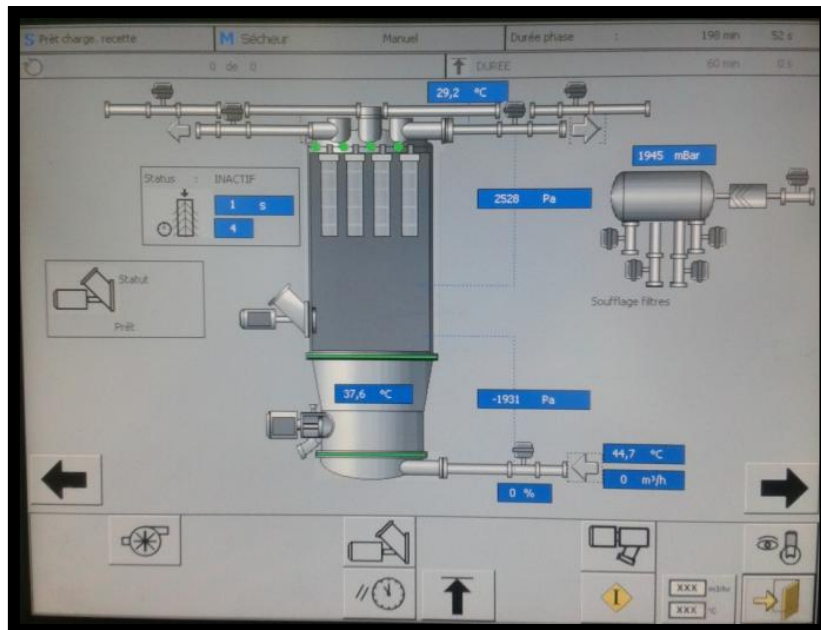 S Prêt charge. recette M Sécheur Manuel Durée phase : 198 min 52 s
0 de 0 DUREE 60 min 0 s
29,2 °C
1945 mBar
Status : INACTIF
1 s
4
2528 Pa
Statut
Prêt
Soufflage filtres
37,6 °C
-1931 Pa
44,7 °C
0 m³/h
0 %
I
XXX m3/hr
XXX °C